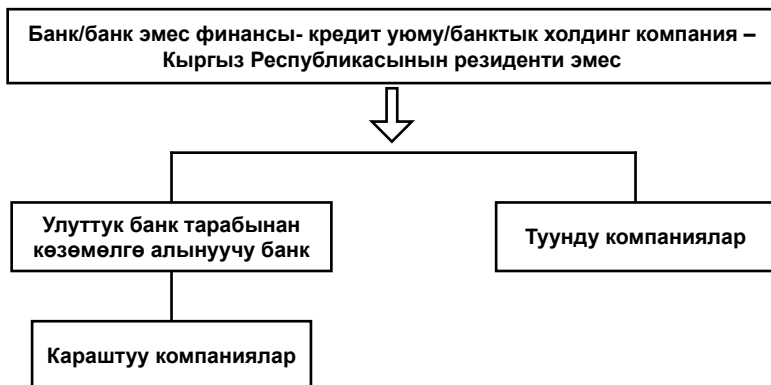 Банк/банк эмес финансы- кредит уюму/банктык холдинг компания –
Кыргыз Республикасынын резиденти эмес
Улуттук банк тарабынан
көзөмөлгө алынуучу банк
Туунду компаниялар
Караштуу компаниялар